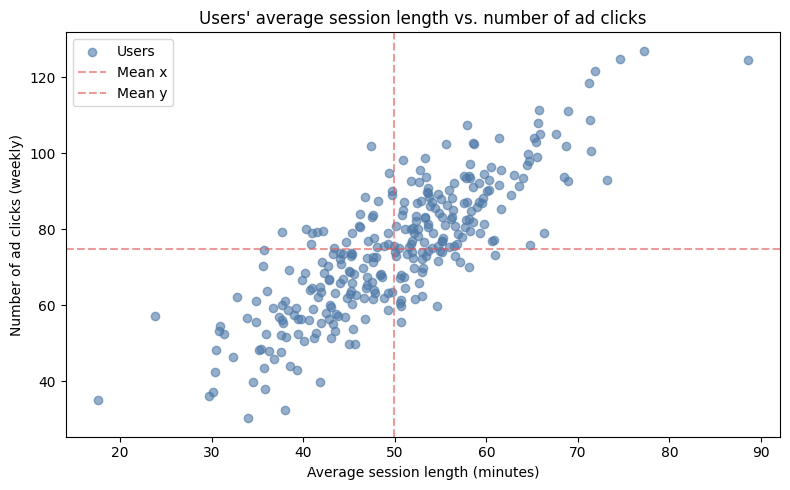 Users' average session length vs. number of ad clicks
Users
Mean x
Mean y
Number of ad clicks (weekly)
120
100
80
60
40
20
30
40
50
60
70
80
90
Average session length (minutes)